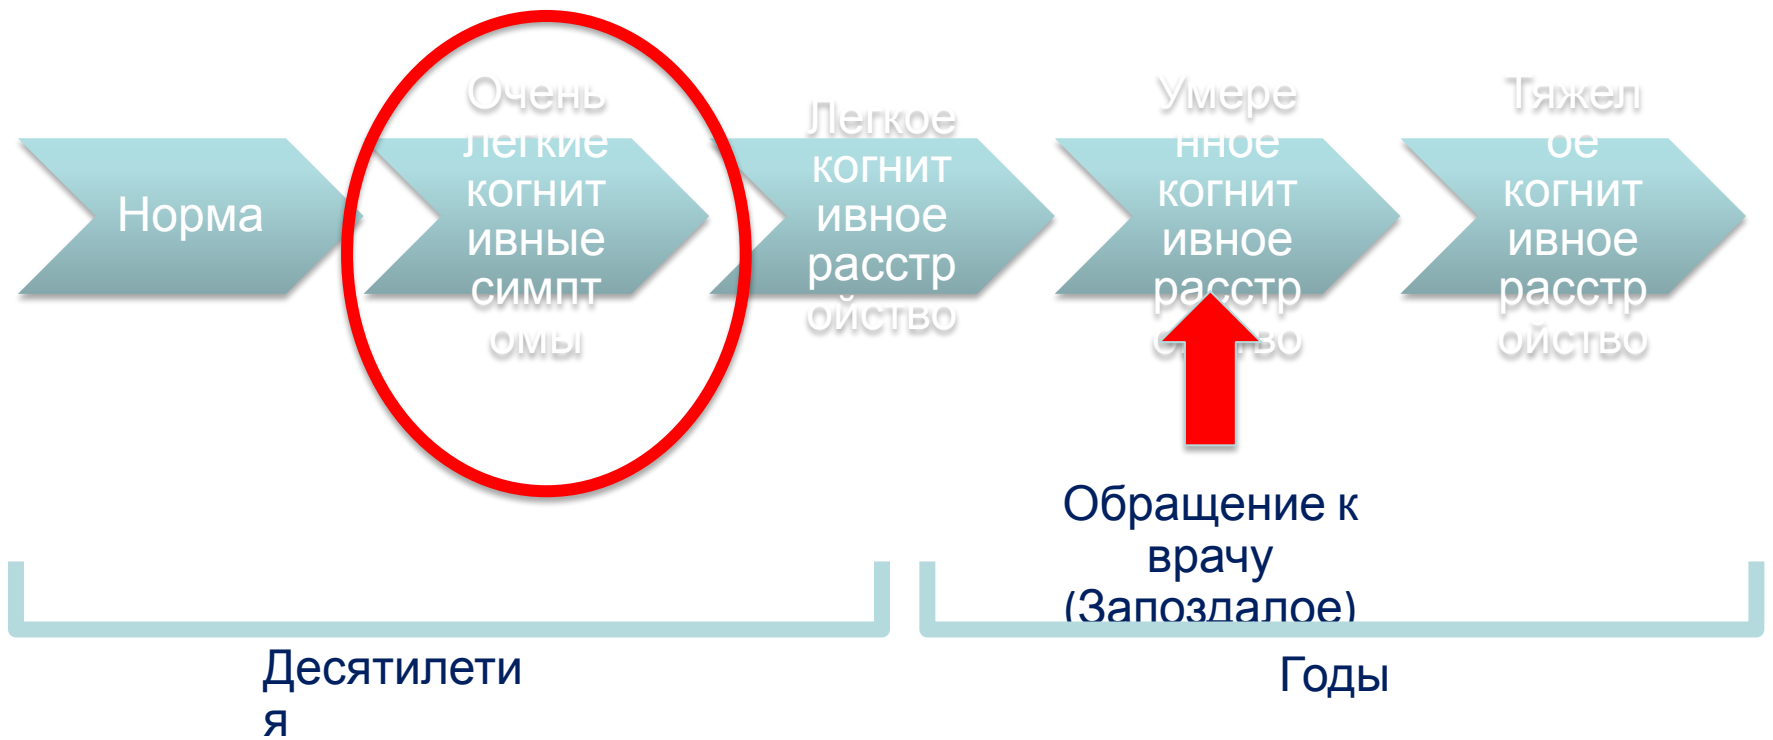 Норма
Очень
легкие
когнит
ивные
симпт
омы
Легкое
когнит
ивное
расстр
ойство
Умере
нное
когнит
ивное
расстр
Тяжел
ое
когнит
ивное
расстр
ойство
Обращение к
врачу
(Запоздалое)
Десятилети
я
Годы